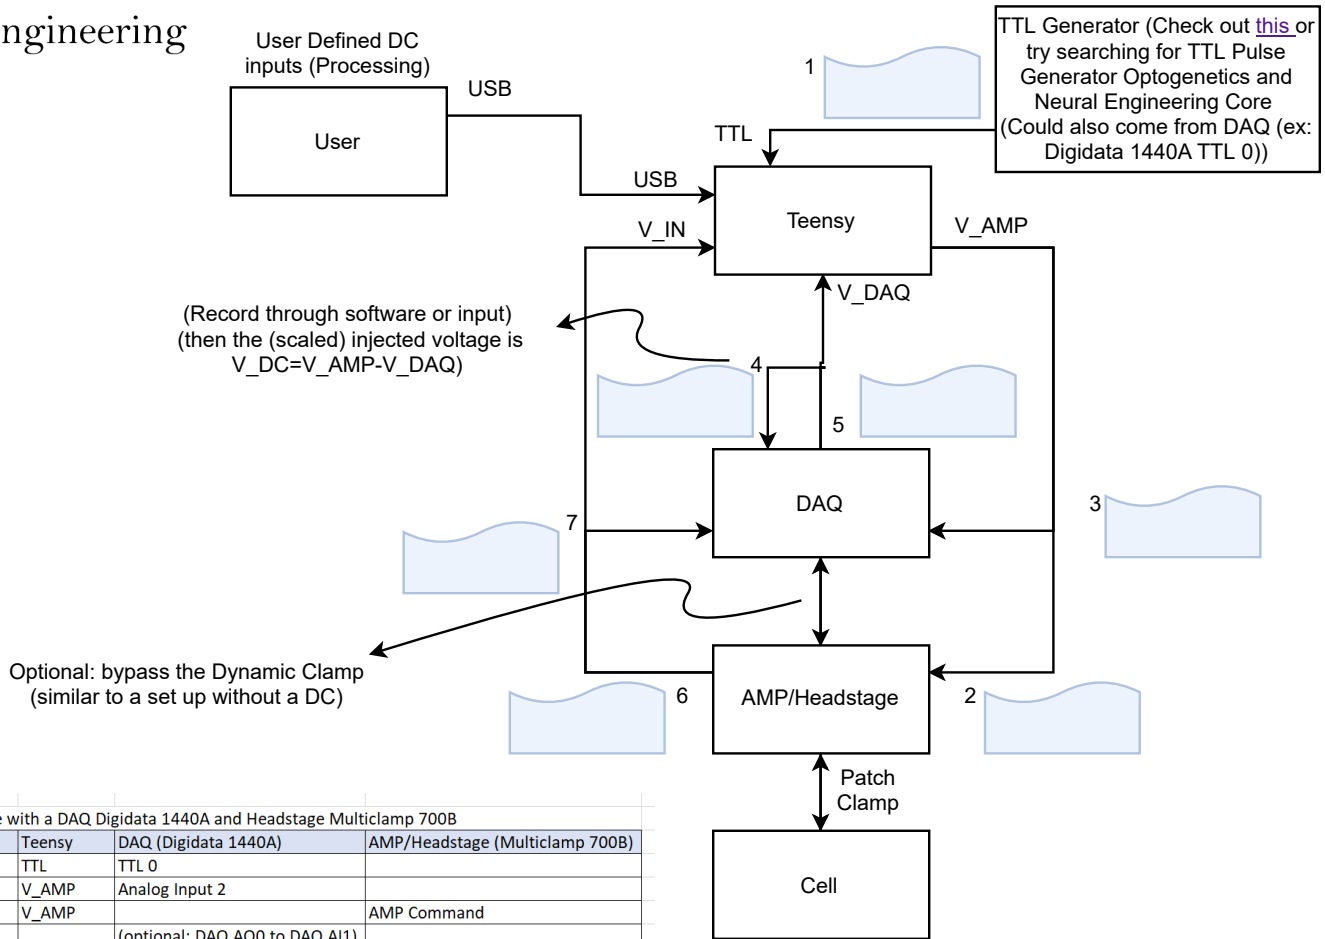 ngineering
User Defined DC
inputs (Processing)
USB
User
USB
V_IN
1
TTL
TTL Generator (Check out this or
try searching for TTL Pulse
Generator Optogenetics and
Neural Engineering Core
(Could also come from DAQ (ex:
Digidata 1440A TTL 0))
Teensy
V_AMP
V_DAQ
(Record through software or input)
(then the (scaled) injected voltage is
V_DC=V_AMP-V_DAQ)
4
5
DAQ
3
7
Optional: bypass the Dynamic Clamp
(similar to a set up without a DC)
6
AMP/Headstage
2
Patch
Clamp
Cell
e with a DAQ Digidata 1440A and Headstage Multiclamp 700B
Teensy DAQ (Digidata 1440A) AMP/Headstage (Multiclamp 700B)
TTL TTL 0
V_AMP Analog Input 2
V_AMP AMP Command
(optional: DAQ AO0 to DAQ AI1)